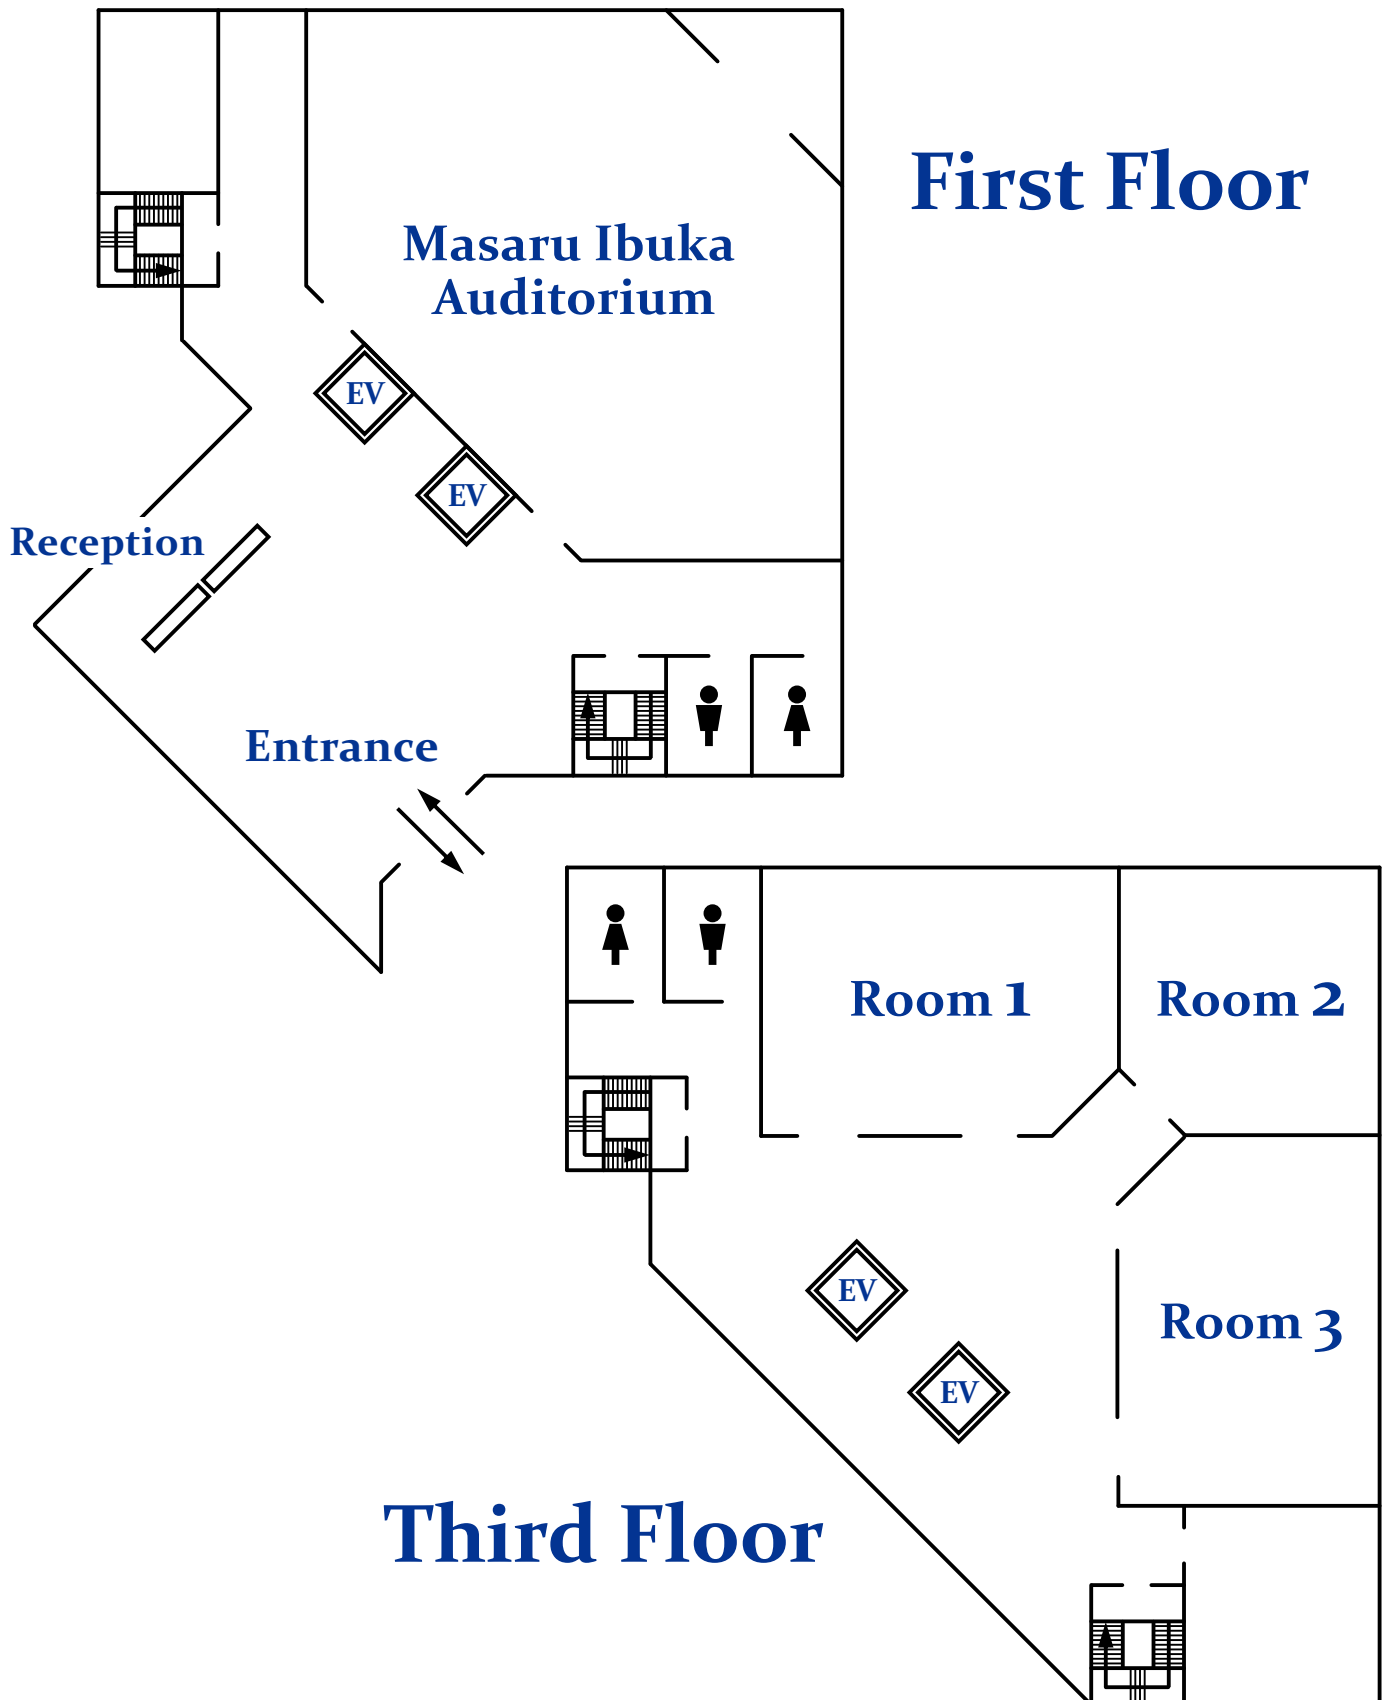 First Floor
Masaru Ibuka
Auditorium
EV
EV
Reception
Entrance
Room 1
Room 2
EV
Room 3
EV
Third Floor